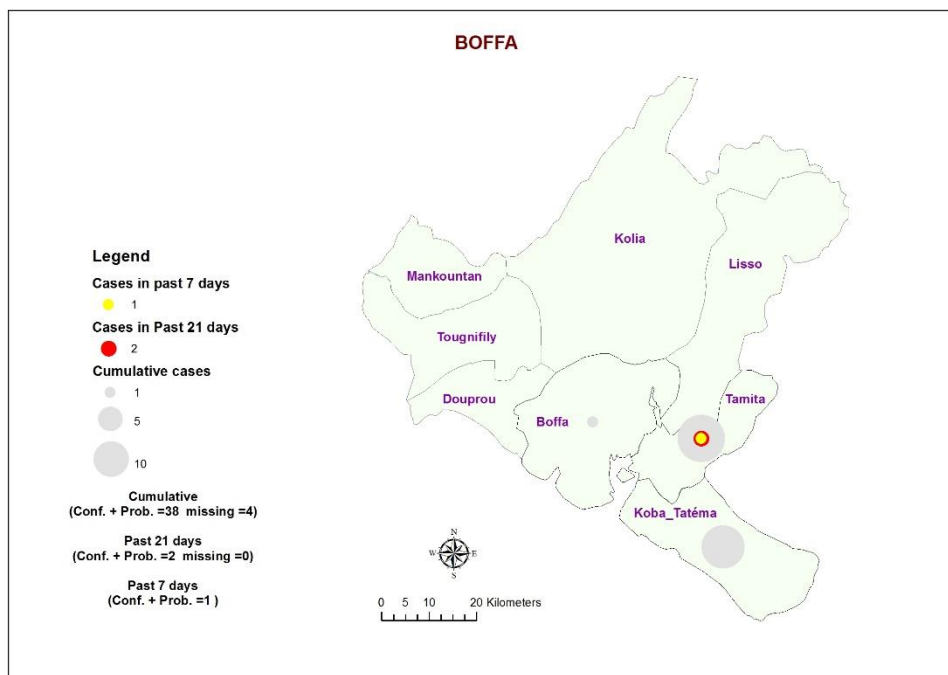 BOFFA
Kolia
Lisso
Mankountan
Tougnifily
Douprou
Boffa
Tamita
Koba_Tatéma
Legend
Cases in past 7 days
1
Cases in Past 21 days
2
Cumulative cases
1
5
10
Cumulative
(Conf. + Prob. =38 missing =4)
Past 21 days
(Conf. + Prob. =2 missing =0)
Past 7 days
(Conf. + Prob. =1 )
N
W E
S
0 5 10 20 Kilometers